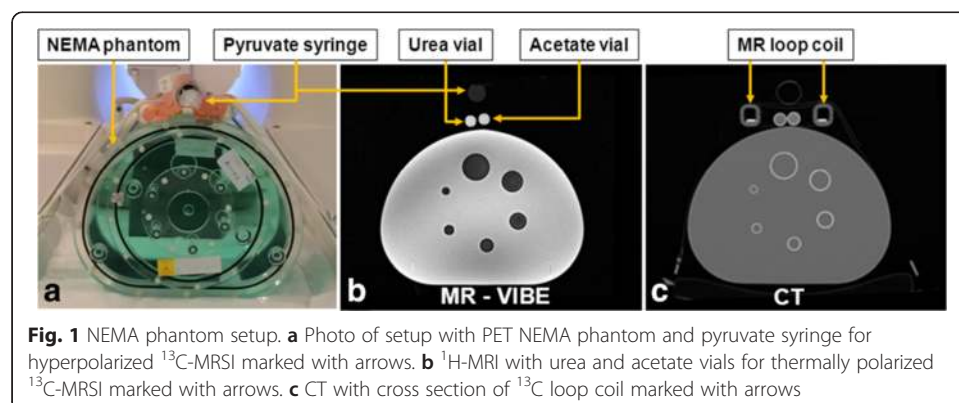 NEMA phantom
Pyruvate syringe
Urea vial
Acetate vial
MR loop coil
a
b
MR - VIBE
c
CT
Fig. 1 NEMA phantom setup. a Photo of setup with PET NEMA phantom and pyruvate syringe for
hyperpolarized ¹³C-MRSI marked with arrows. b ¹H-MRI with urea and acetate vials for thermally polarized
¹³C-MRSI marked with arrows. c CT with cross section of ¹³C loop coil marked with arrows